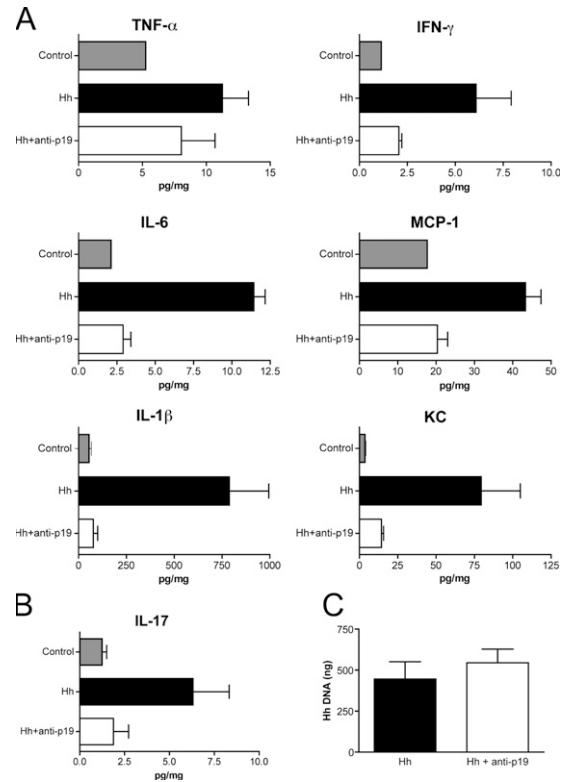 A
TNF-α
Control
Hh
Hh+anti-p19
0 5 10 15
pg/mg
IFN-γ
Control
Hh
Hh+anti-p19
0.0 2.5 5.0 7.5 10.0
pg/mg
IL-6
Control
Hh
Hh+anti-p19
0.0 2.5 5.0 7.5 10.0 12.5
pg/mg
MCP-1
Control
Hh
Hh+anti-p19
0 10 20 30 40 50
pg/mg
IL-1β
Control
Hh
Hh+anti-p19
0 250 500 750 1000
pg/mg
KC
Control
Hh
Hh+anti-p19
0 25 50 75 100 125
pg/mg
B
IL-17
Control
Hh
Hh+anti-p19
0.0 2.5 5.0 7.5 10.0
pg/mg
C
Hh DNA (ng)
750
500
250
0
Hh Hh + anti-p19